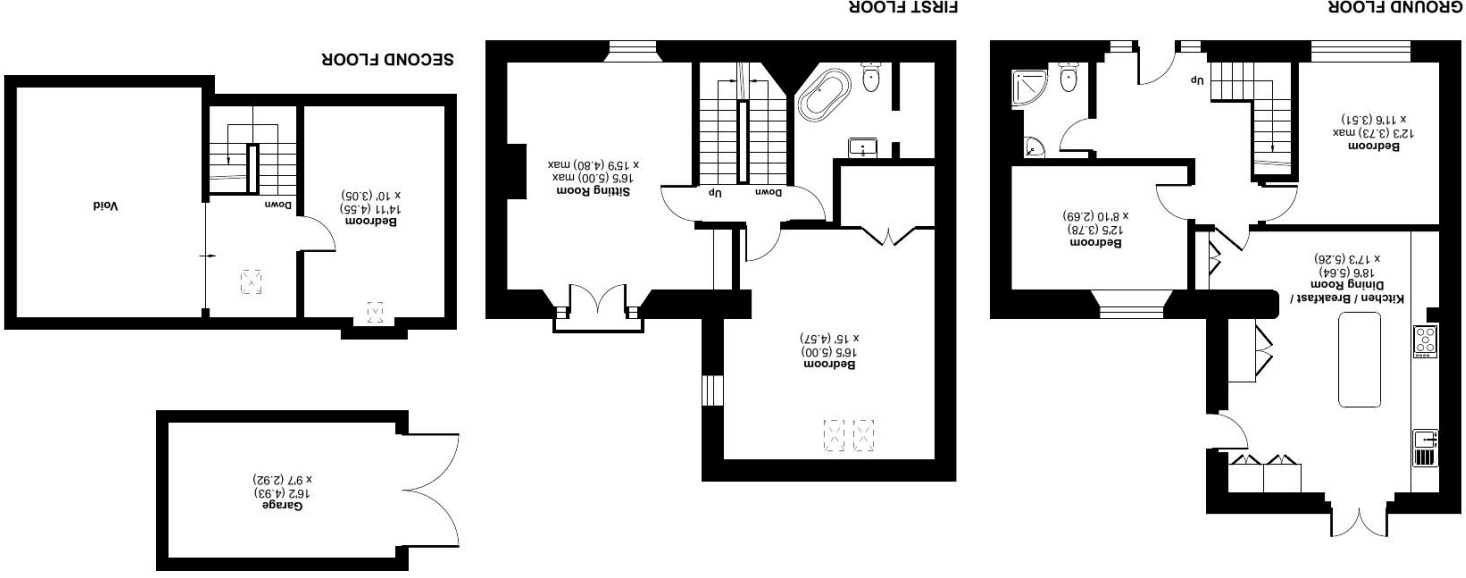 Kitchen / Breakfast /
Dining Room
18'6 (5.64)
x 17'3 (5.26)
Bedroom
12'5 (3.78)
x 8'10 (2.69)
Bedroom
12'3 (3.73) max
x 11'6 (3.51)
Up
GROUND FLOOR
Bedroom
16'5 (5.00)
x 15' (4.57)
Down
Up
Sitting Room
16'5 (5.00) max
x 15'9 (4.80) max
FIRST FLOOR
Garage
16'2 (4.93)
x 9'7 (2.92)
Bedroom
14'11 (4.55)
x 10' (3.05)
Down
Void
SECOND FLOOR